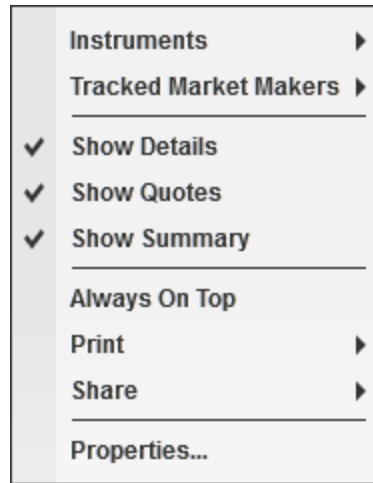 Instruments
Tracked Market Makers
Show Details
Show Quotes
Show Summary
Always On Top
Print
Share
Properties...